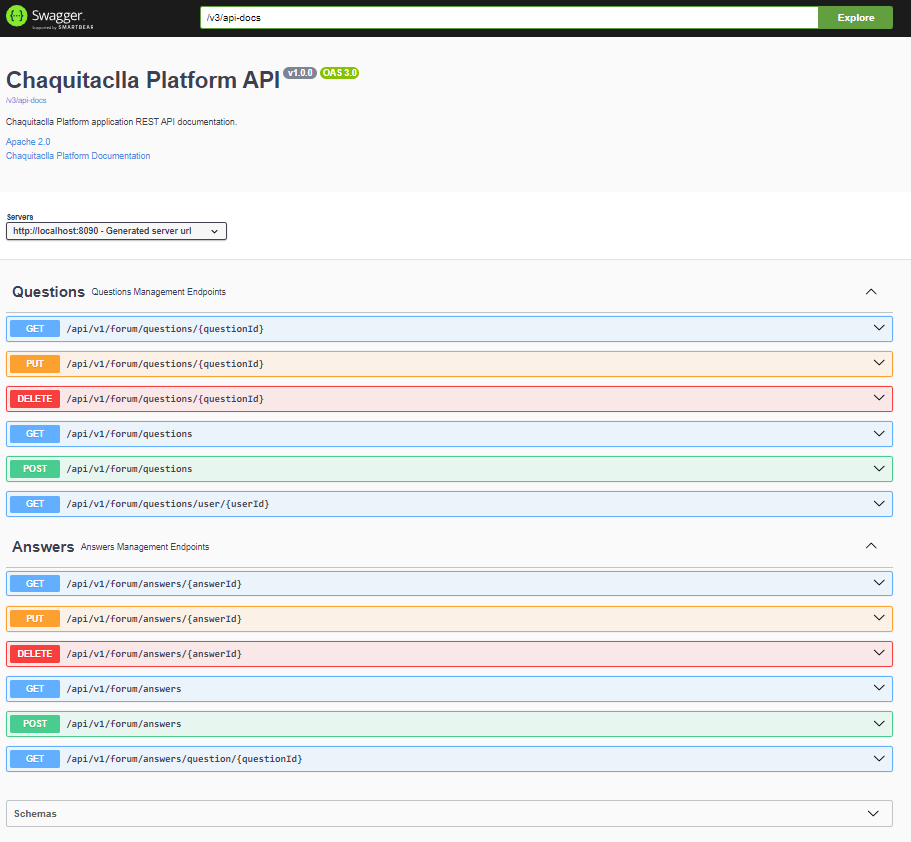 Swagger.
Supported by SMARTBEAR
/v3/api-docs
Explore
Chaquitaclla Platform API v1.0.0 OAS 3.0
/v3/api-docs
Chaquitaclla Platform application REST API documentation.
Apache 2.0
Chaquitaclla Platform Documentation
Servers
http://localhost:8090 - Generated server url
Questions Questions Management Endpoints
GET /api/v1/forum/questions/{questionId}
PUT /api/v1/forum/questions/{questionId}
DELETE /api/v1/forum/questions/{questionId}
GET /api/v1/forum/questions
POST /api/v1/forum/questions
GET /api/v1/forum/questions/user/{userId}
Answers Answers Management Endpoints
GET /api/v1/forum/answers/{answerId}
PUT /api/v1/forum/answers/{answerId}
DELETE /api/v1/forum/answers/{answerId}
GET /api/v1/forum/answers
POST /api/v1/forum/answers
GET /api/v1/forum/answers/question/{questionId}
Schemas